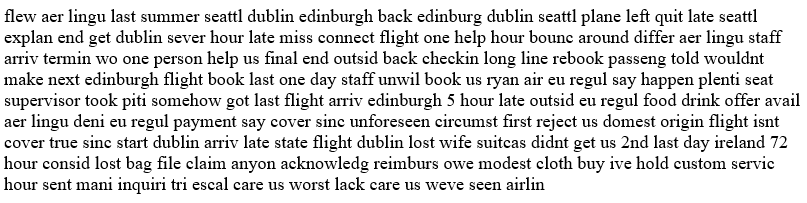 flew aer lingu last summer seattl dublin edinburgh back edinburg dublin seattl plane left quit late seattl
explan end get dublin sever hour late miss connect flight one help hour bounc around differ aer lingu staff
arriv termin wo one person help us final end outsid back checkin long line rebook passeng told wouldnt
make next edinburgh flight book last one day staff unwil book us ryan air eu regul say happen plenti seat
supervisor took piti somehow got last flight arriv edinburgh 5 hour late outsid eu regul food drink offer avail
aer lingu deni eu regul payment say cover sinc unforeseen circumst first reject us domest origin flight isnt
cover true sinc start dublin arriv late state flight dublin lost wife suitcas didnt get us 2nd last day ireland 72
hour consid lost bag file claim anyon acknowledg reimburs owe modest cloth buy ive hold custom servic
hour sent mani inquiri tri escal care us worst lack care us weve seen airlin